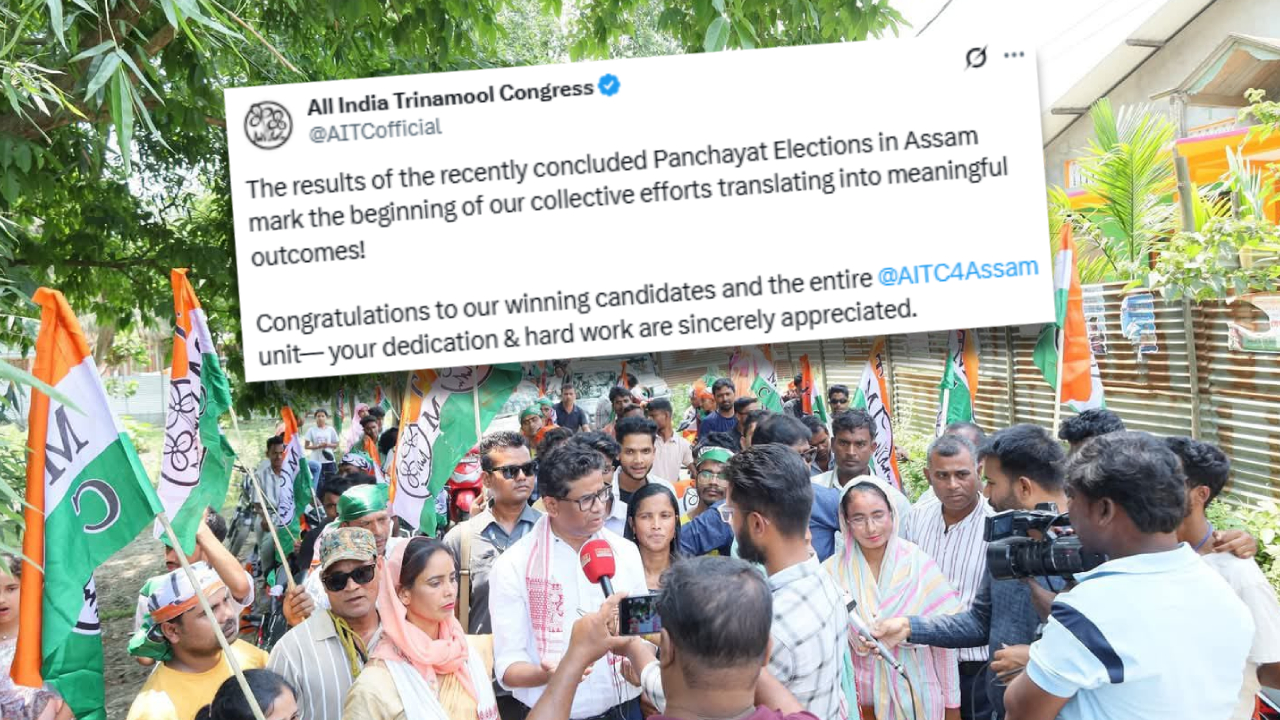 All India Trinamool Congress
@AITCofficial
The results of the recently concluded Panchayat Elections in Assam
mark the beginning of our collective efforts translating into meaningful
outcomes!
Congratulations to our winning candidates and the entire @AITC4Assam
unit— your dedication & hard work are sincerely appreciated.
M
C